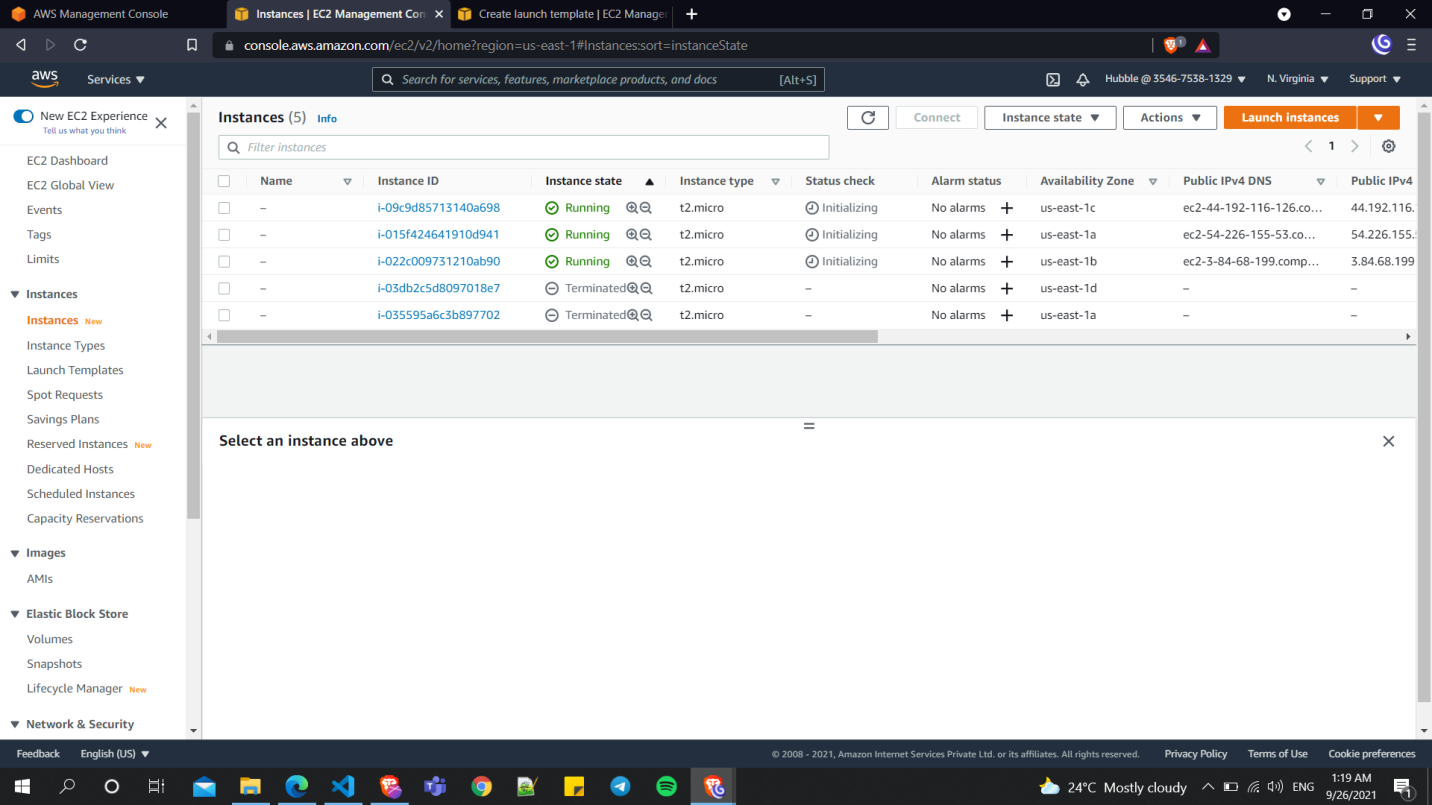 AWS Management Console
Instances | EC2 Management Con
Create launch template | EC2 Manage
console.aws.amazon.com/ec2/v2/home?region=us-east-1#Instances:sort=instanceState
1
aws Services Search for services, features, marketplace products, and docs [Alt+S] Hubble @ 3546-7538-1329 N. Virginia Support
New EC2 Experience
Tell us what you think
EC2 Dashboard
EC2 Global View
Events
Tags
Limits
Instances
Instances New
Instance Types
Launch Templates
Spot Requests
Savings Plans
Reserved Instances New
Dedicated Hosts
Scheduled Instances
Capacity Reservations
Images
AMIs
Elastic Block Store
Volumes
Snapshots
Lifecycle Manager New
Network & Security
Instances (5) Info Connect Instance state Actions Launch instances
Filter instances 1
Name Instance ID Instance state Instance type Status check Alarm status Availability Zone Public IPv4 DNS Public IPv4
– i-09c9d85713140a698 Running t2.micro Initializing No alarms + us-east-1c ec2-44-192-116-126.co... 44.192.116.
– i-015f424641910d941 Running t2.micro Initializing No alarms + us-east-1a ec2-54-226-155-53.co... 54.226.155.
– i-022c009731210ab90 Running t2.micro Initializing No alarms + us-east-1b ec2-3-84-68-199.comp... 3.84.68.199
– i-03db2c5d8097018e7 Terminated t2.micro – No alarms + us-east-1d – –
– i-035595a6c3b897702 Terminated t2.micro – No alarms + us-east-1a – –
Select an instance above
Feedback English (US) © 2008 - 2021, Amazon Internet Services Private Ltd. or its affiliates. All rights reserved. Privacy Policy Terms of Use Cookie preferences
24°C Mostly cloudy ENG
1:19 AM
9/26/2021
1